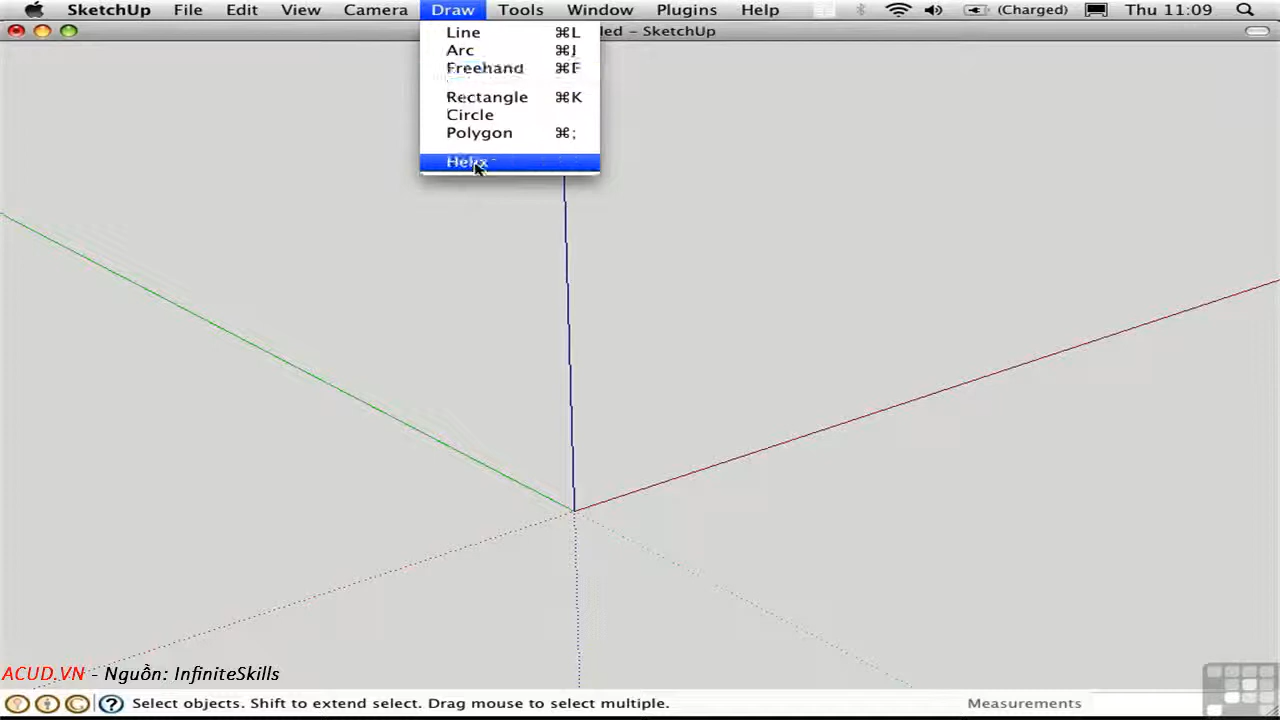 SketchUp File Edit View Camera Draw Tools Window Plugins Help (Charged) Thu 11:09
led – SketchUp
Line ⌘L
Arc ⌘J
Freehand ⌘F
Rectangle ⌘K
Circle
Polygon ⌘;
Helix
ACUD.VN - Nguồn: InfiniteSkills
Select objects. Shift to extend select. Drag mouse to select multiple. Measurements